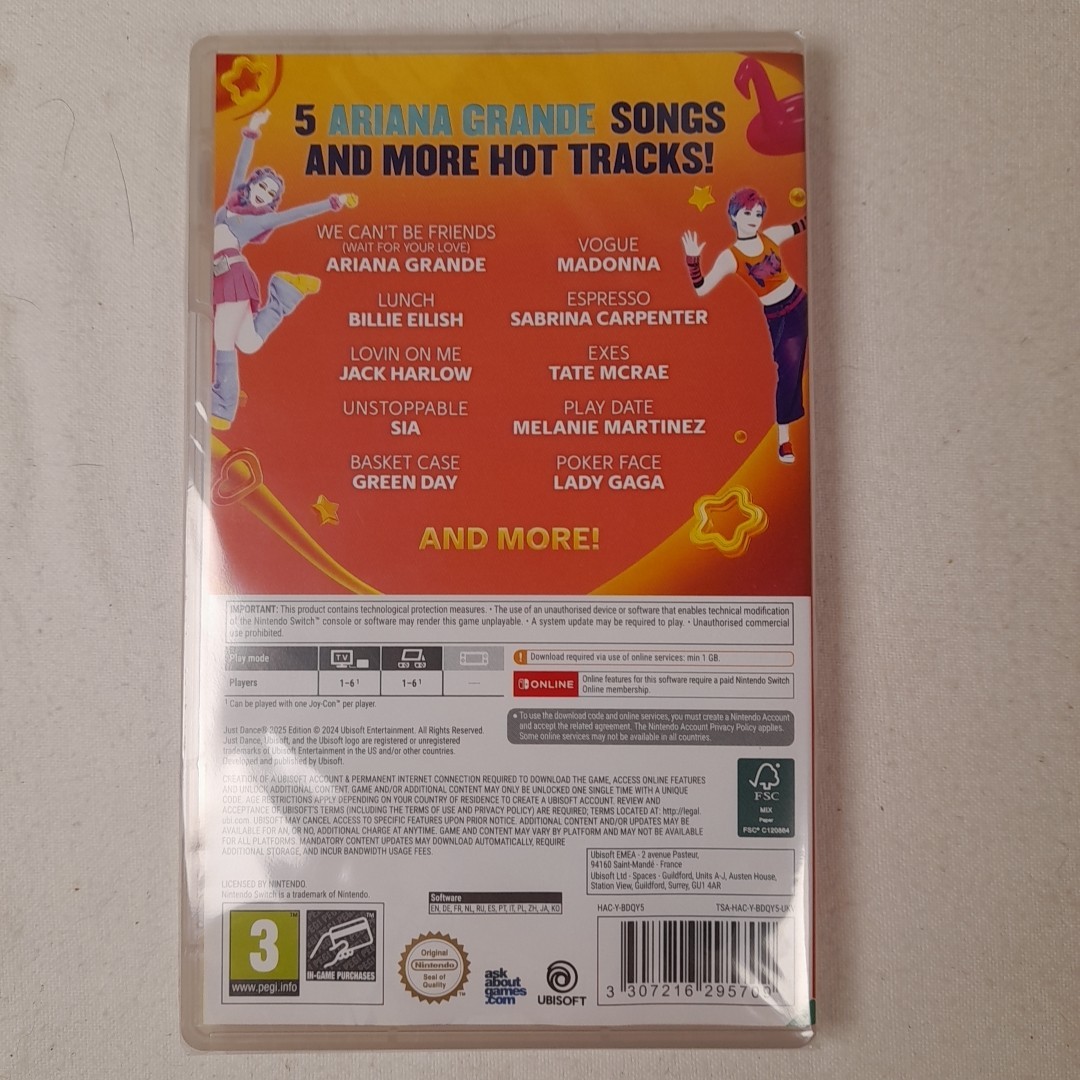 5 ARIANA GRANDE SONGS
AND MORE HOT TRACKS!
WE CAN'T BE FRIENDS
(WAIT FOR YOUR LOVE)
ARIANA GRANDE
LUNCH
BILLIE EILISH
LOVIN ON ME
JACK HARLOW
UNSTOPPABLE
SIA
BASKET CASE
GREEN DAY
VOGUE
MADONNA
ESPRESSO
SABRINA CARPENTER
EXES
TATE MCRAE
PLAY DATE
MELANIE MARTINEZ
POKER FACE
LADY GAGA
AND MORE!
IMPORTANT: This product contains technological protection measures. • The use of an unauthorised device or software that enables technical modification
of the Nintendo Switch™ console or software may render this game unplayable. • A system update may be required to play. • Unauthorised commercial
use prohibited.
Play mode
TV
Players
1-6¹
1-6¹
—
¹ Can be played with one Joy-Con™ per player.
! Download required via use of online services: min 1 GB.
ONLINE
Online features for this software require a paid Nintendo Switch
Online membership.
• To use the download code and online services, you must create a Nintendo Account
and accept the related agreement. The Nintendo Account Privacy Policy applies.
Some online services may not be available in all countries.
Just Dance® 2025 Edition © 2024 Ubisoft Entertainment. All Rights Reserved.
Just Dance, Ubisoft, and the Ubisoft logo are registered or unregistered
trademarks of Ubisoft Entertainment in the US and/or other countries.
Developed and published by Ubisoft.
CREATION OF A UBISOFT ACCOUNT & PERMANENT INTERNET CONNECTION REQUIRED TO DOWNLOAD THE GAME, ACCESS ONLINE FEATURES
AND UNLOCK ADDITIONAL CONTENT. GAME AND/OR ADDITIONAL CONTENT MAY ONLY BE UNLOCKED ONE SINGLE TIME WITH A UNIQUE
CODE. AGE RESTRICTIONS APPLY DEPENDING ON YOUR COUNTRY OF RESIDENCE TO CREATE A UBISOFT ACCOUNT. REVIEW AND
ACCEPTANCE OF UBISOFT'S TERMS (INCLUDING THE TERMS OF USE AND PRIVACY POLICY) ARE REQUIRED; TERMS LOCATED AT: http://legal.
ubi.com. UBISOFT MAY CANCEL ACCESS TO SPECIFIC FEATURES UPON PRIOR NOTICE. ADDITIONAL CONTENT AND/OR UPDATES MAY BE
AVAILABLE FOR AN, OR NO, ADDITIONAL CHARGE AT ANYTIME. GAME AND CONTENT MAY VARY BY PLATFORM AND MAY NOT BE AVAILABLE
FOR ALL PLATFORMS. MANDATORY CONTENT UPDATES MAY DOWNLOAD AUTOMATICALLY, REQUIRE
ADDITIONAL STORAGE, AND INCUR BANDWIDTH USAGE FEES.
FSC
MIX
Paper
FSC® C120884
Ubisoft EMEA · 2 avenue Pasteur,
94160 Saint-Mandé · France
Ubisoft Ltd · Spaces · Guildford, Units A-J, Austen House,
Station View, Guildford, Surrey, GU1 4AR
LICENSED BY NINTENDO.
Nintendo Switch is a trademark of Nintendo.
Software
EN, DE, FR, NL, RU, ES, PT, IT, PL, ZH, JA, KO
HAC-Y-BDQY5
TSA-HAC-Y-BDQY5-UKV
3
www.pegi.info
IN-GAME PURCHASES
Original
Nintendo
Seal of
Quality
ask
about
games
.com
UBISOFT
3 307216 295709